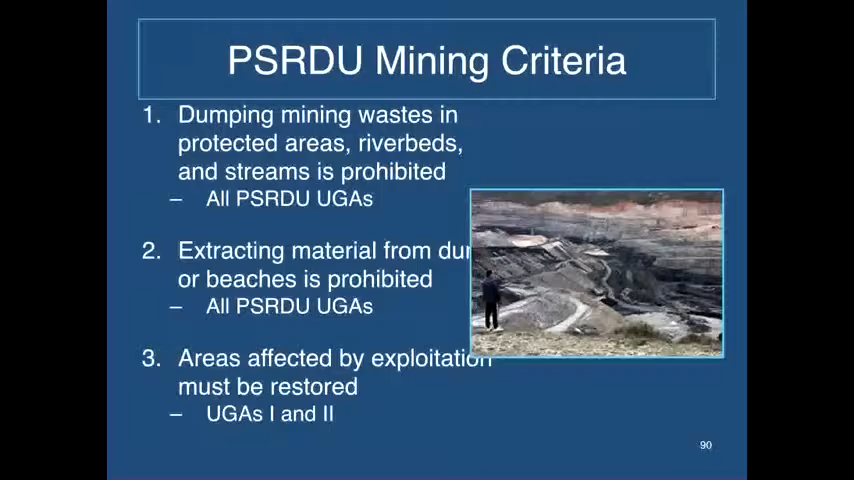 PSRDU Mining Criteria
1. Dumping mining wastes in
protected areas, riverbeds,
and streams is prohibited
– All PSRDU UGAs
2. Extracting material from
or beaches is prohibited
– All PSRDU UGAs
3. Areas affected by exploitation
must be restored
– UGAs I and II
90